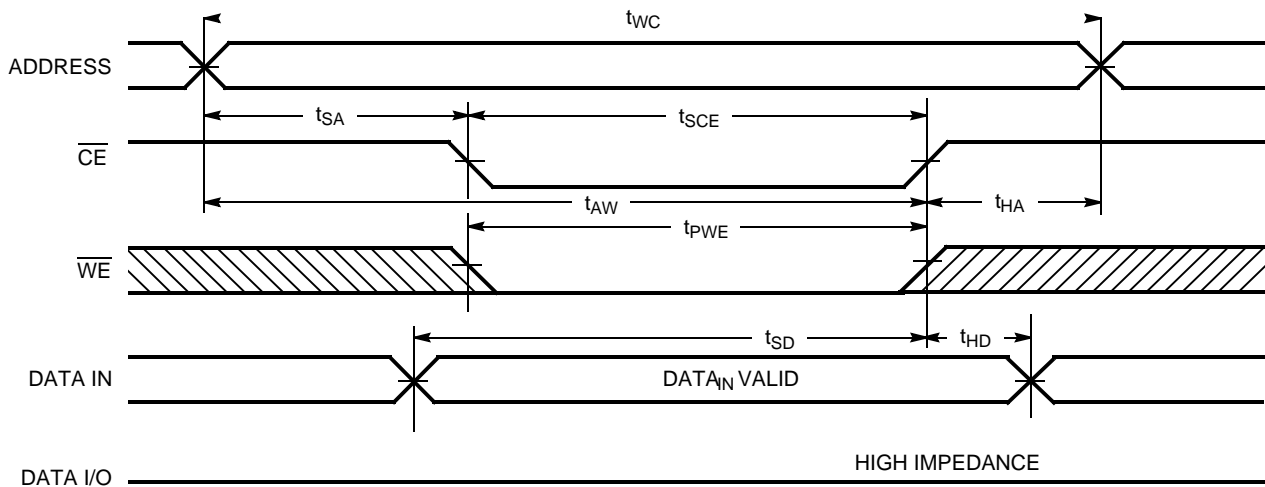 tWC
ADDRESS
tSA
tSCE
CE
tAW
tHA
tPWE
WE
tSD
tHD
DATA IN
DATAIN VALID
HIGH IMPEDANCE
DATA I/O